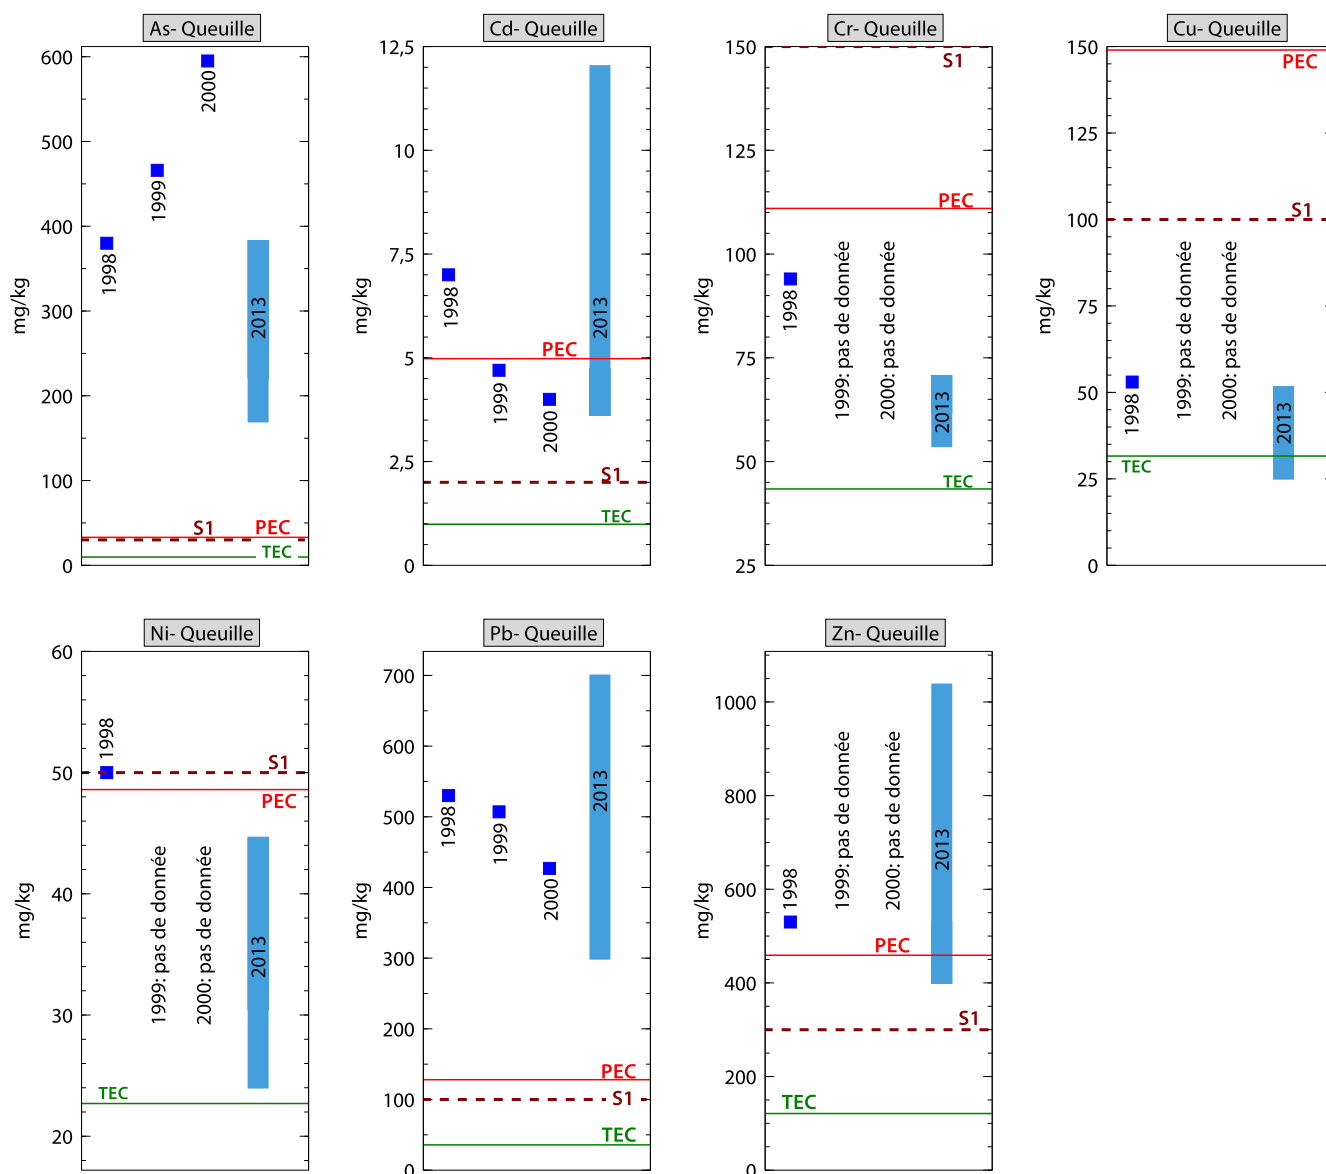 As- Queuille
mg/kg
600
500
400
300
200
100
0
1998
1999
2000
2013
S1
PEC
TEC
Cd- Queuille
mg/kg
12,5
10
7,5
5
2,5
0
1998
1999
2000
2013
PEC
S1
TEC
Cr- Queuille
mg/kg
150
125
100
75
50
25
S1
PEC
1998
1999: pas de donnée
2000: pas de donnée
2013
TEC
Cu- Queuille
mg/kg
150
125
100
75
50
25
0
PEC
S1
1998
1999: pas de donnée
2000: pas de donnée
2013
TEC
Ni- Queuille
mg/kg
60
50
40
30
20
1998
S1
PEC
1999: pas de donnée
2000: pas de donnée
2013
TEC
Pb- Queuille
mg/kg
700
600
500
400
300
200
100
0
1998
1999
2000
2013
PEC
S1
TEC
Zn- Queuille
mg/kg
1000
800
600
400
200
0
1998
1999: pas de donnée
2000: pas de donnée
2013
PEC
S1
TEC